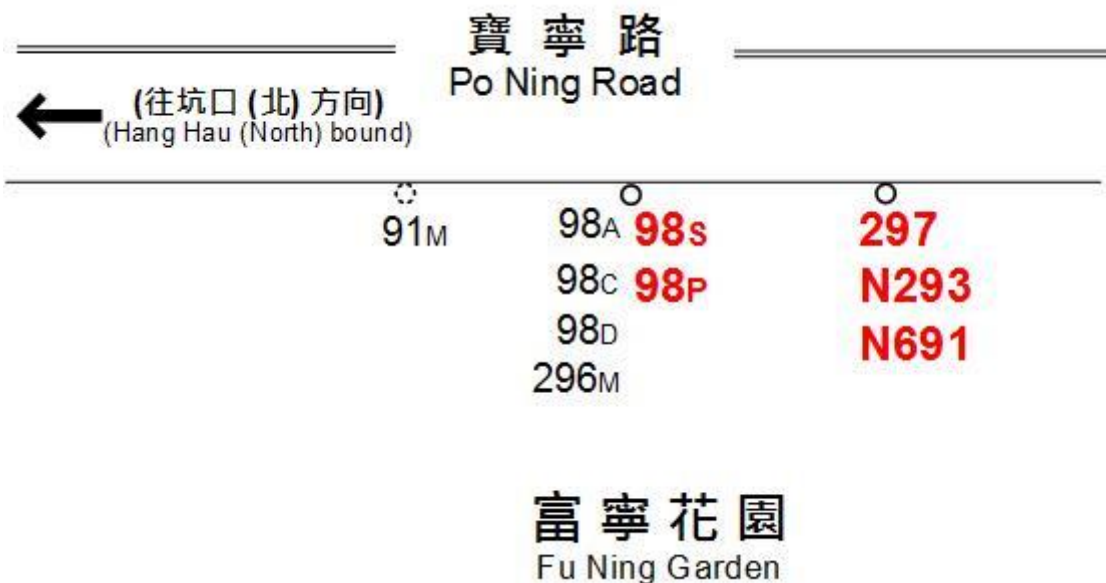 寶寧路
Po Ning Road
(往坑口 (北) 方向)
(Hang Hau (North) bound)
91M
98A 98S 297
98C 98P N293
98D N691
296M
富寧花園
Fu Ning Garden